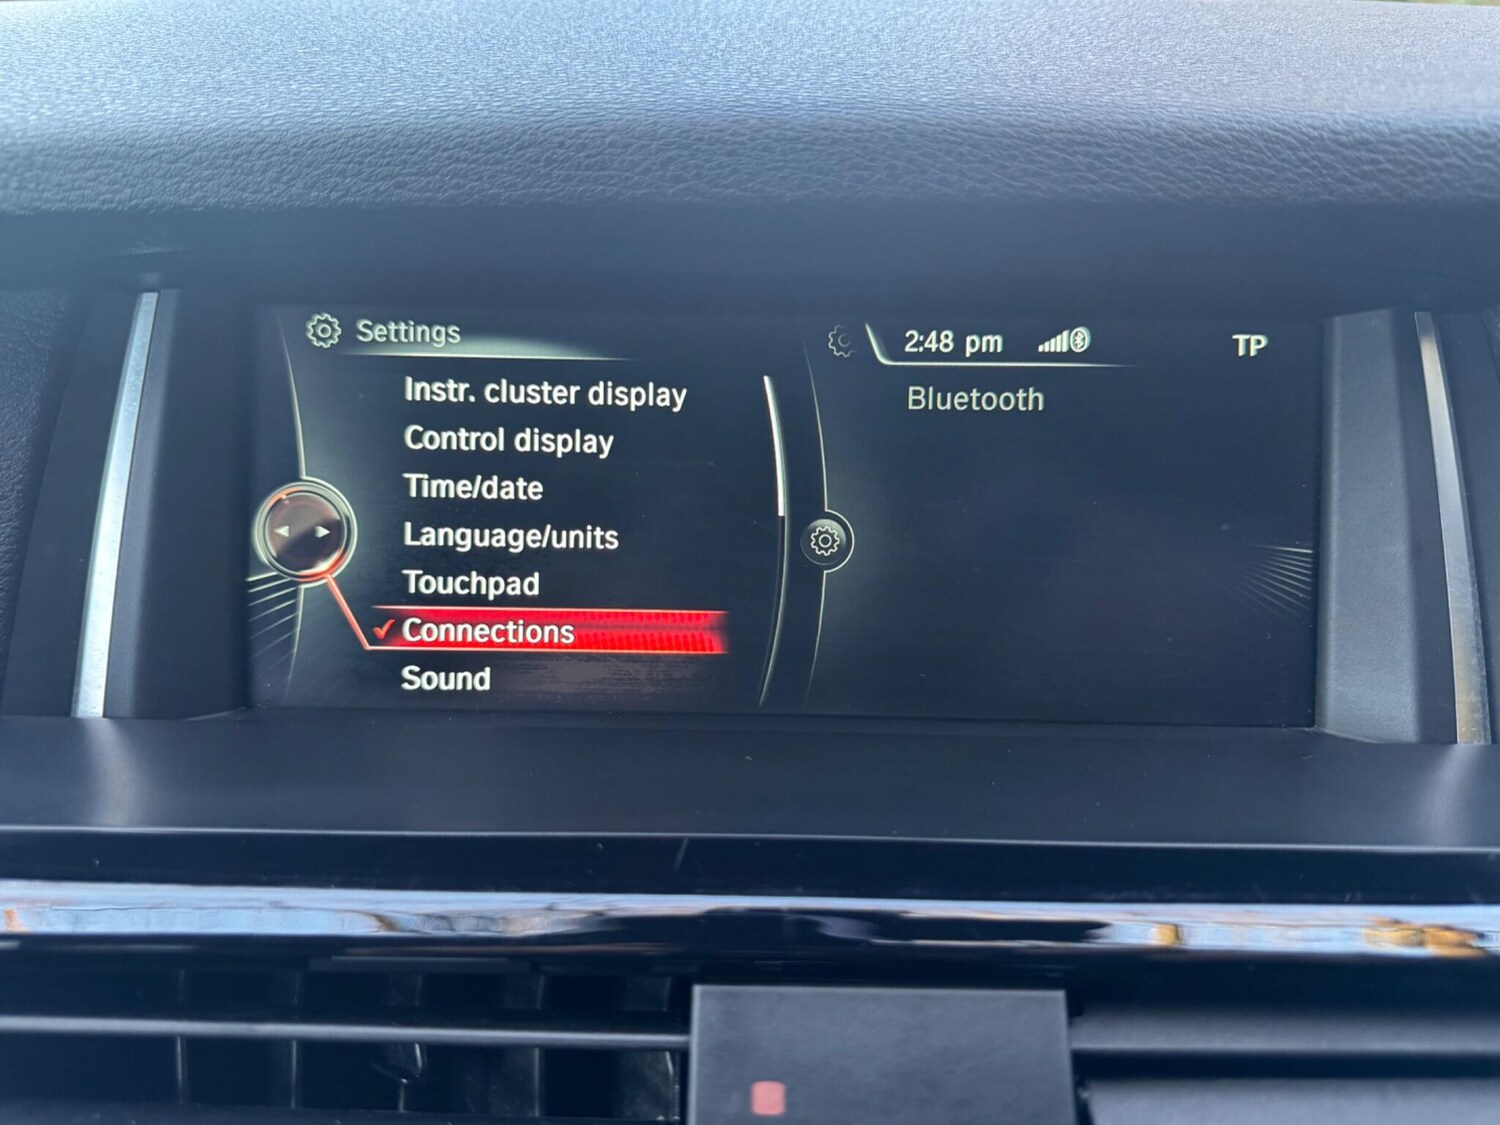 Settings
Instr. cluster display
Control display
Time/date
Language/units
Touchpad
Connections
Sound
2:48 pm
TP
Bluetooth